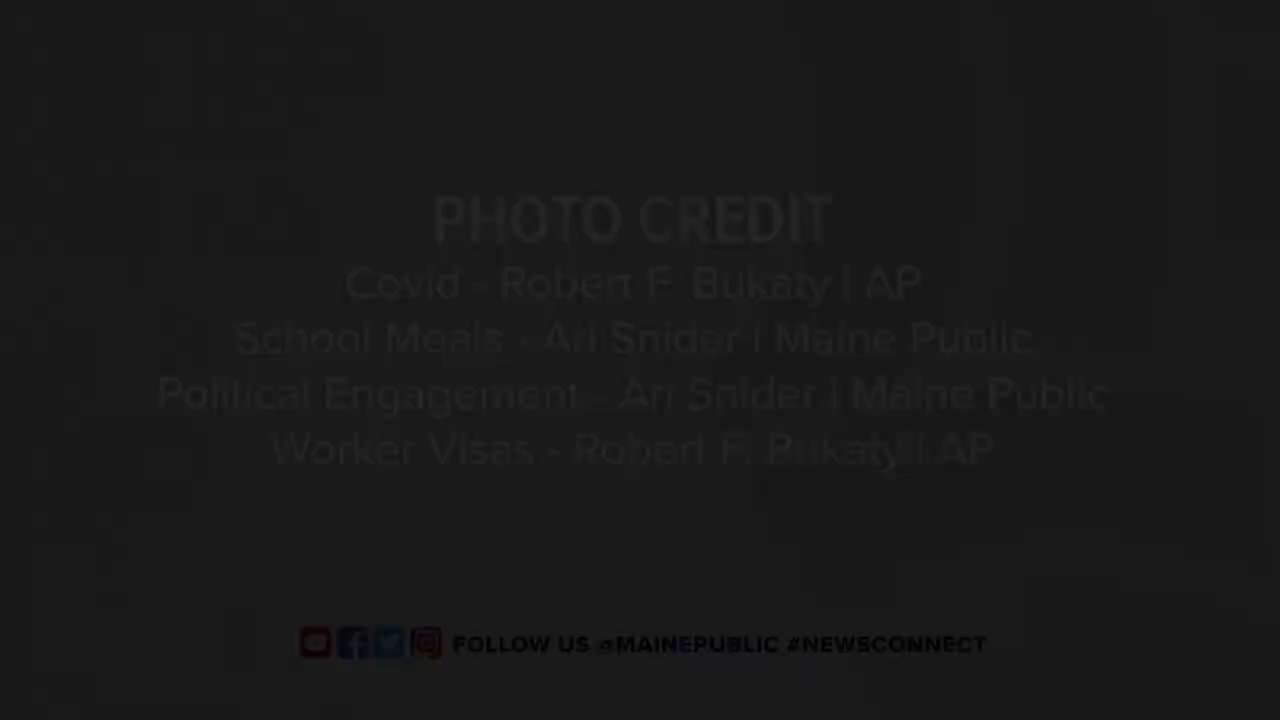 PHOTO CREDIT
Covid - Robert F. Bukaty | AP
School Meals - Ari Snider | Maine Public
Political Engagement - Ari Snider | Maine Public
Worker Visas - Robert F. Bukaty | AP
FOLLOW US @MAINEPUBLIC #NEWSCONNECT